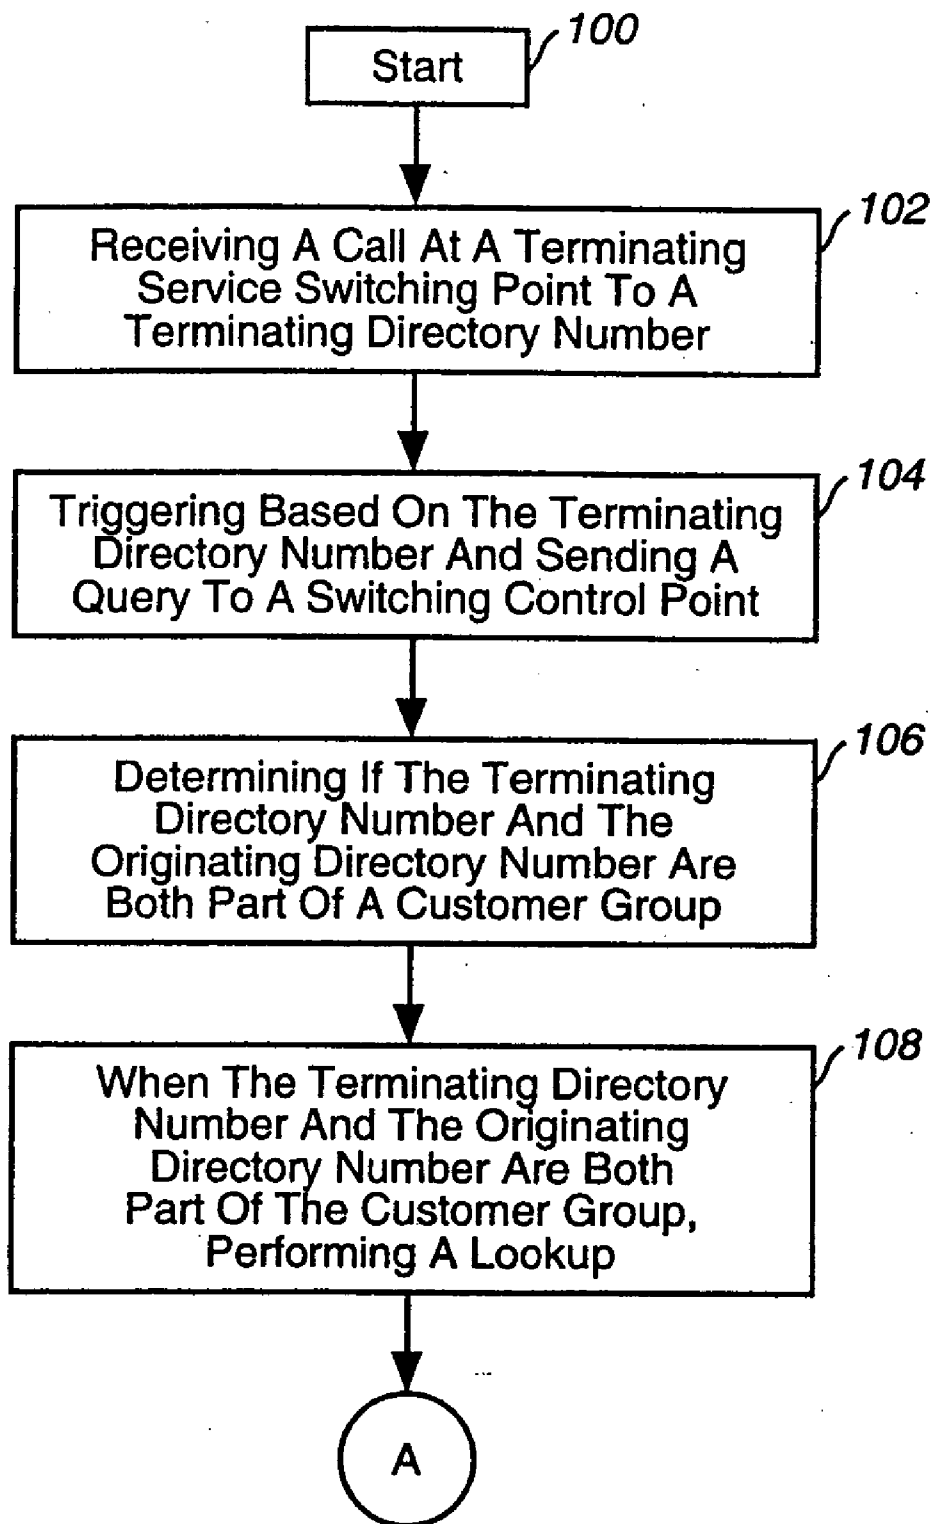 100
Start
102
Receiving A Call At A Terminating
Service Switching Point To A
Terminating Directory Number
104
Triggering Based On The Terminating
Directory Number And Sending A
Query To A Switching Control Point
106
Determining If The Terminating
Directory Number And The
Originating Directory Number Are
Both Part Of A Customer Group
108
When The Terminating Directory
Number And The Originating
Directory Number Are Both
Part Of The Customer Group,
Performing A Lookup
A